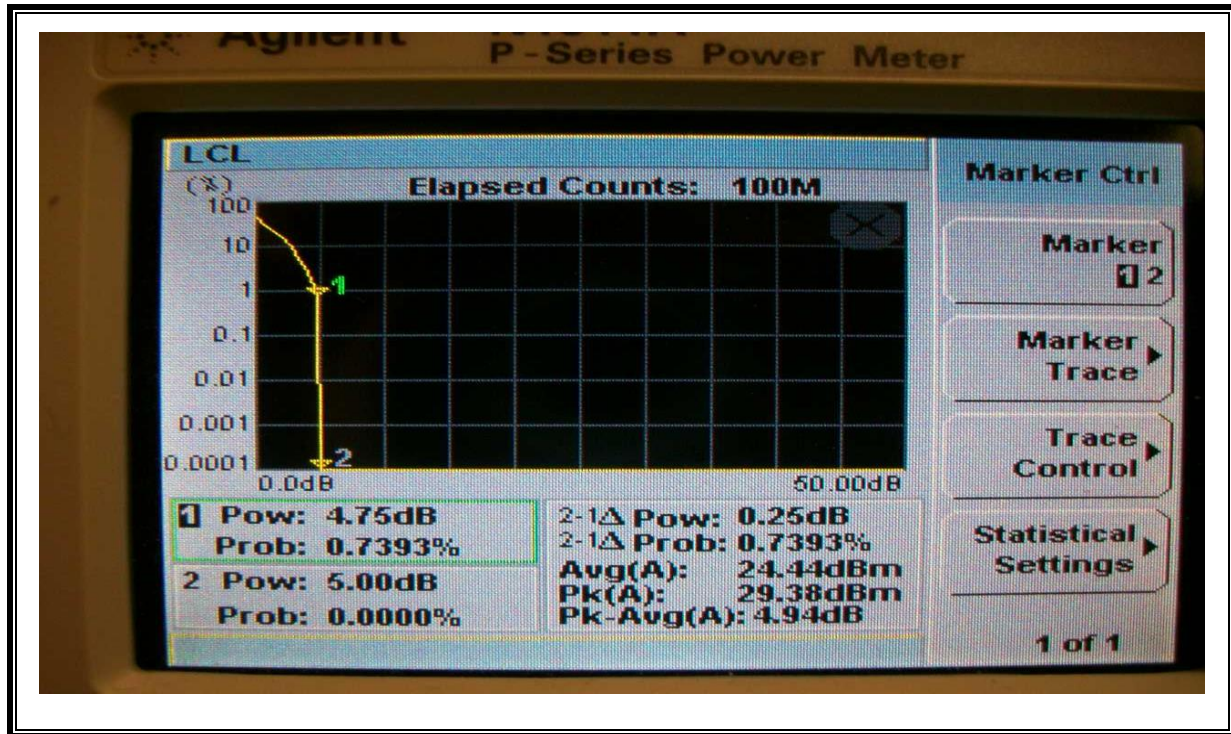 Agilent
P-Series Power Meter
LCL
Marker Ctrl
(%)
Elapsed Counts: 100M
100
10
1
0.1
0.01
0.001
0.0001
1
2
0.0dB
50.00dB
Marker
1 2
Marker
Trace
Trace
Control
Statistical
Settings
1 of 1
1 Pow: 4.75dB
Prob: 0.7393%
2 Pow: 5.00dB
Prob: 0.0000%
2-1Δ Pow: 0.25dB
2-1Δ Prob: 0.7393%
Avg(A): 24.44dBm
Pk(A): 29.38dBm
Pk-Avg(A): 4.94dB